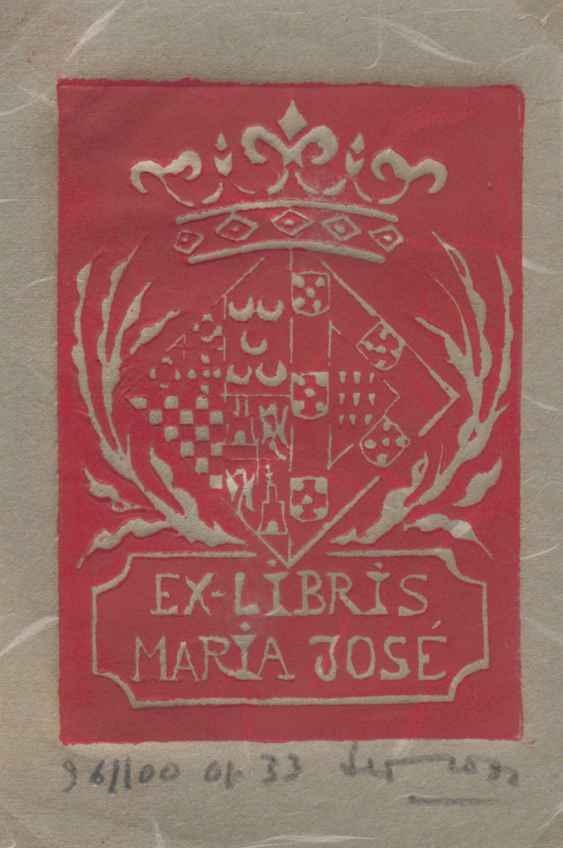 EX-LIBRIS
MARIA JOSÉ
96/100 op. 33